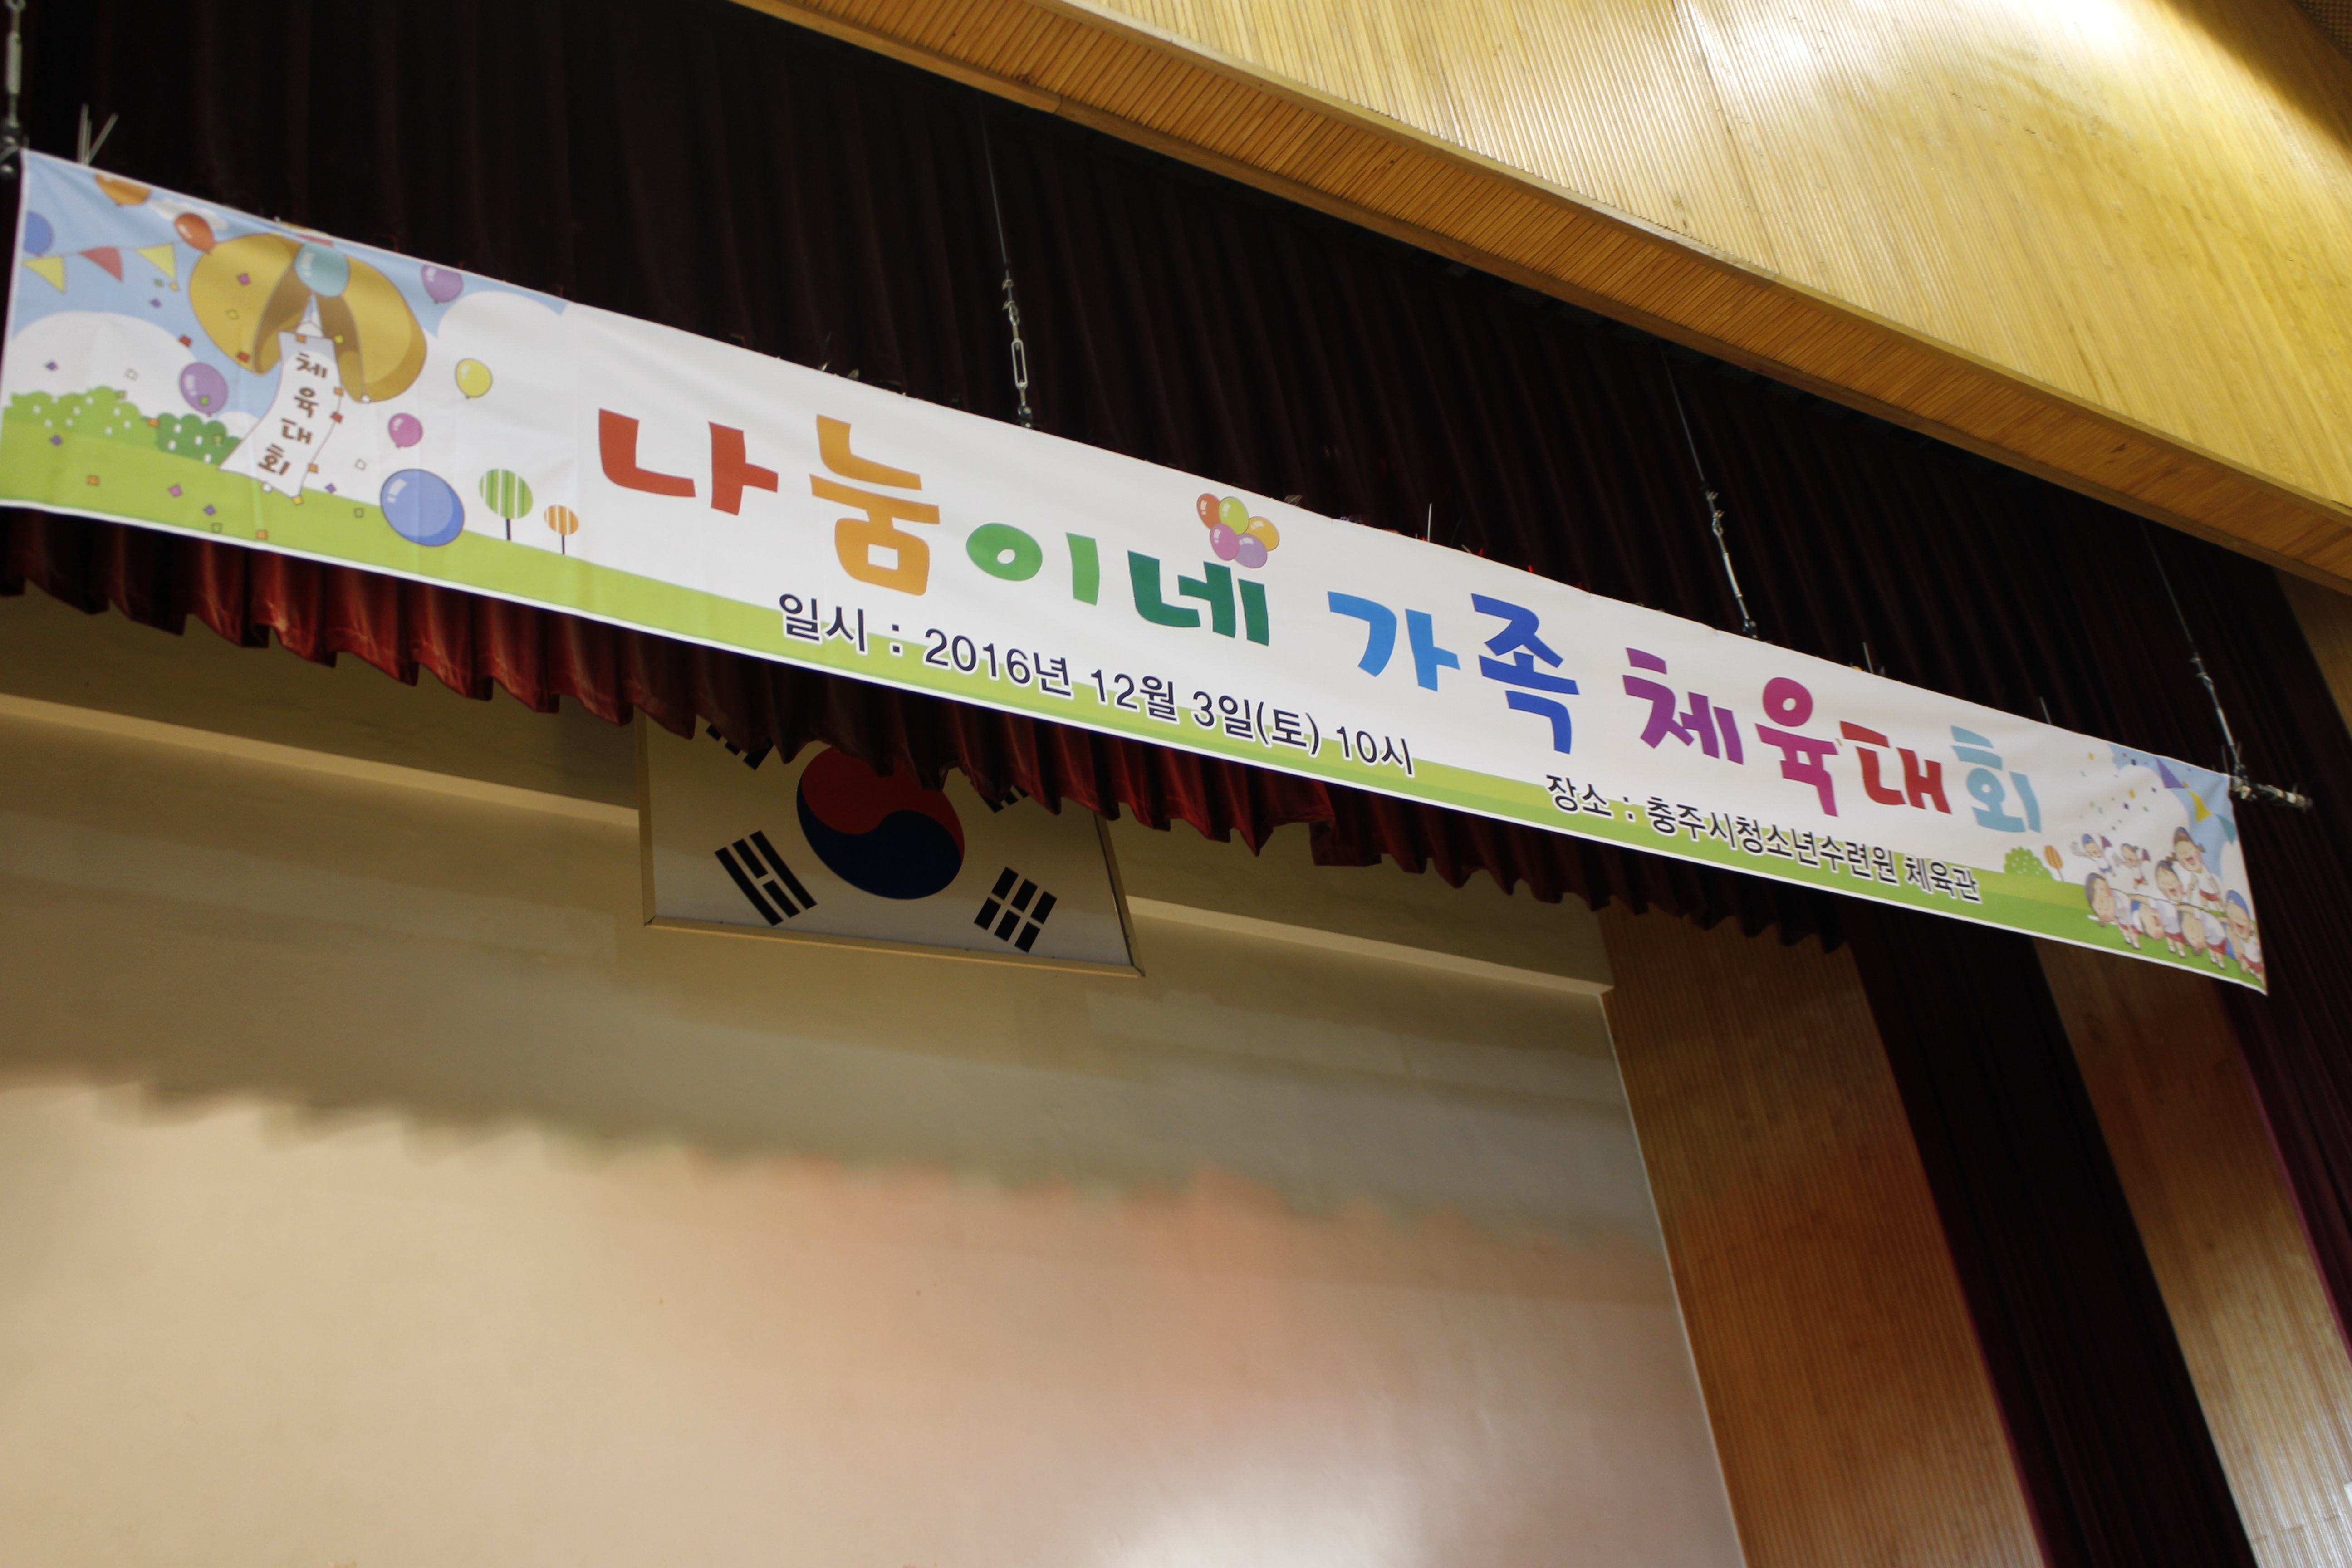 체
육
대
회
나눔이네 가족 체육대회
일시 : 2016년 12월 3일(토) 10시
장소 : 충주시청소년수련원 체육관